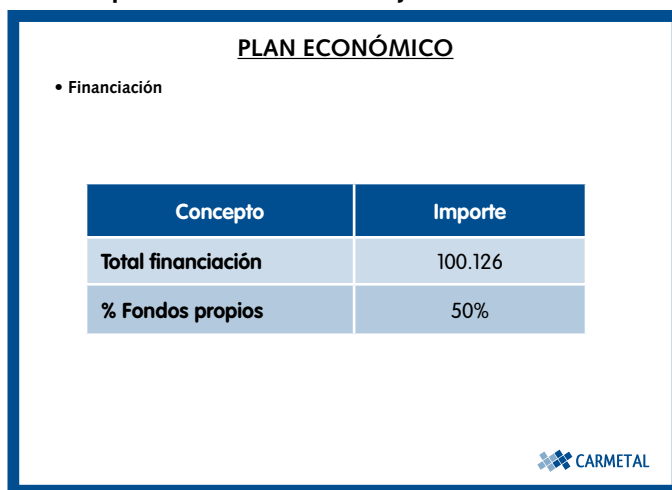 PLAN ECONÓMICO
• Financiación
Concepto Importe
Total financiación 100.126
% Fondos propios 50%
CARMETAL